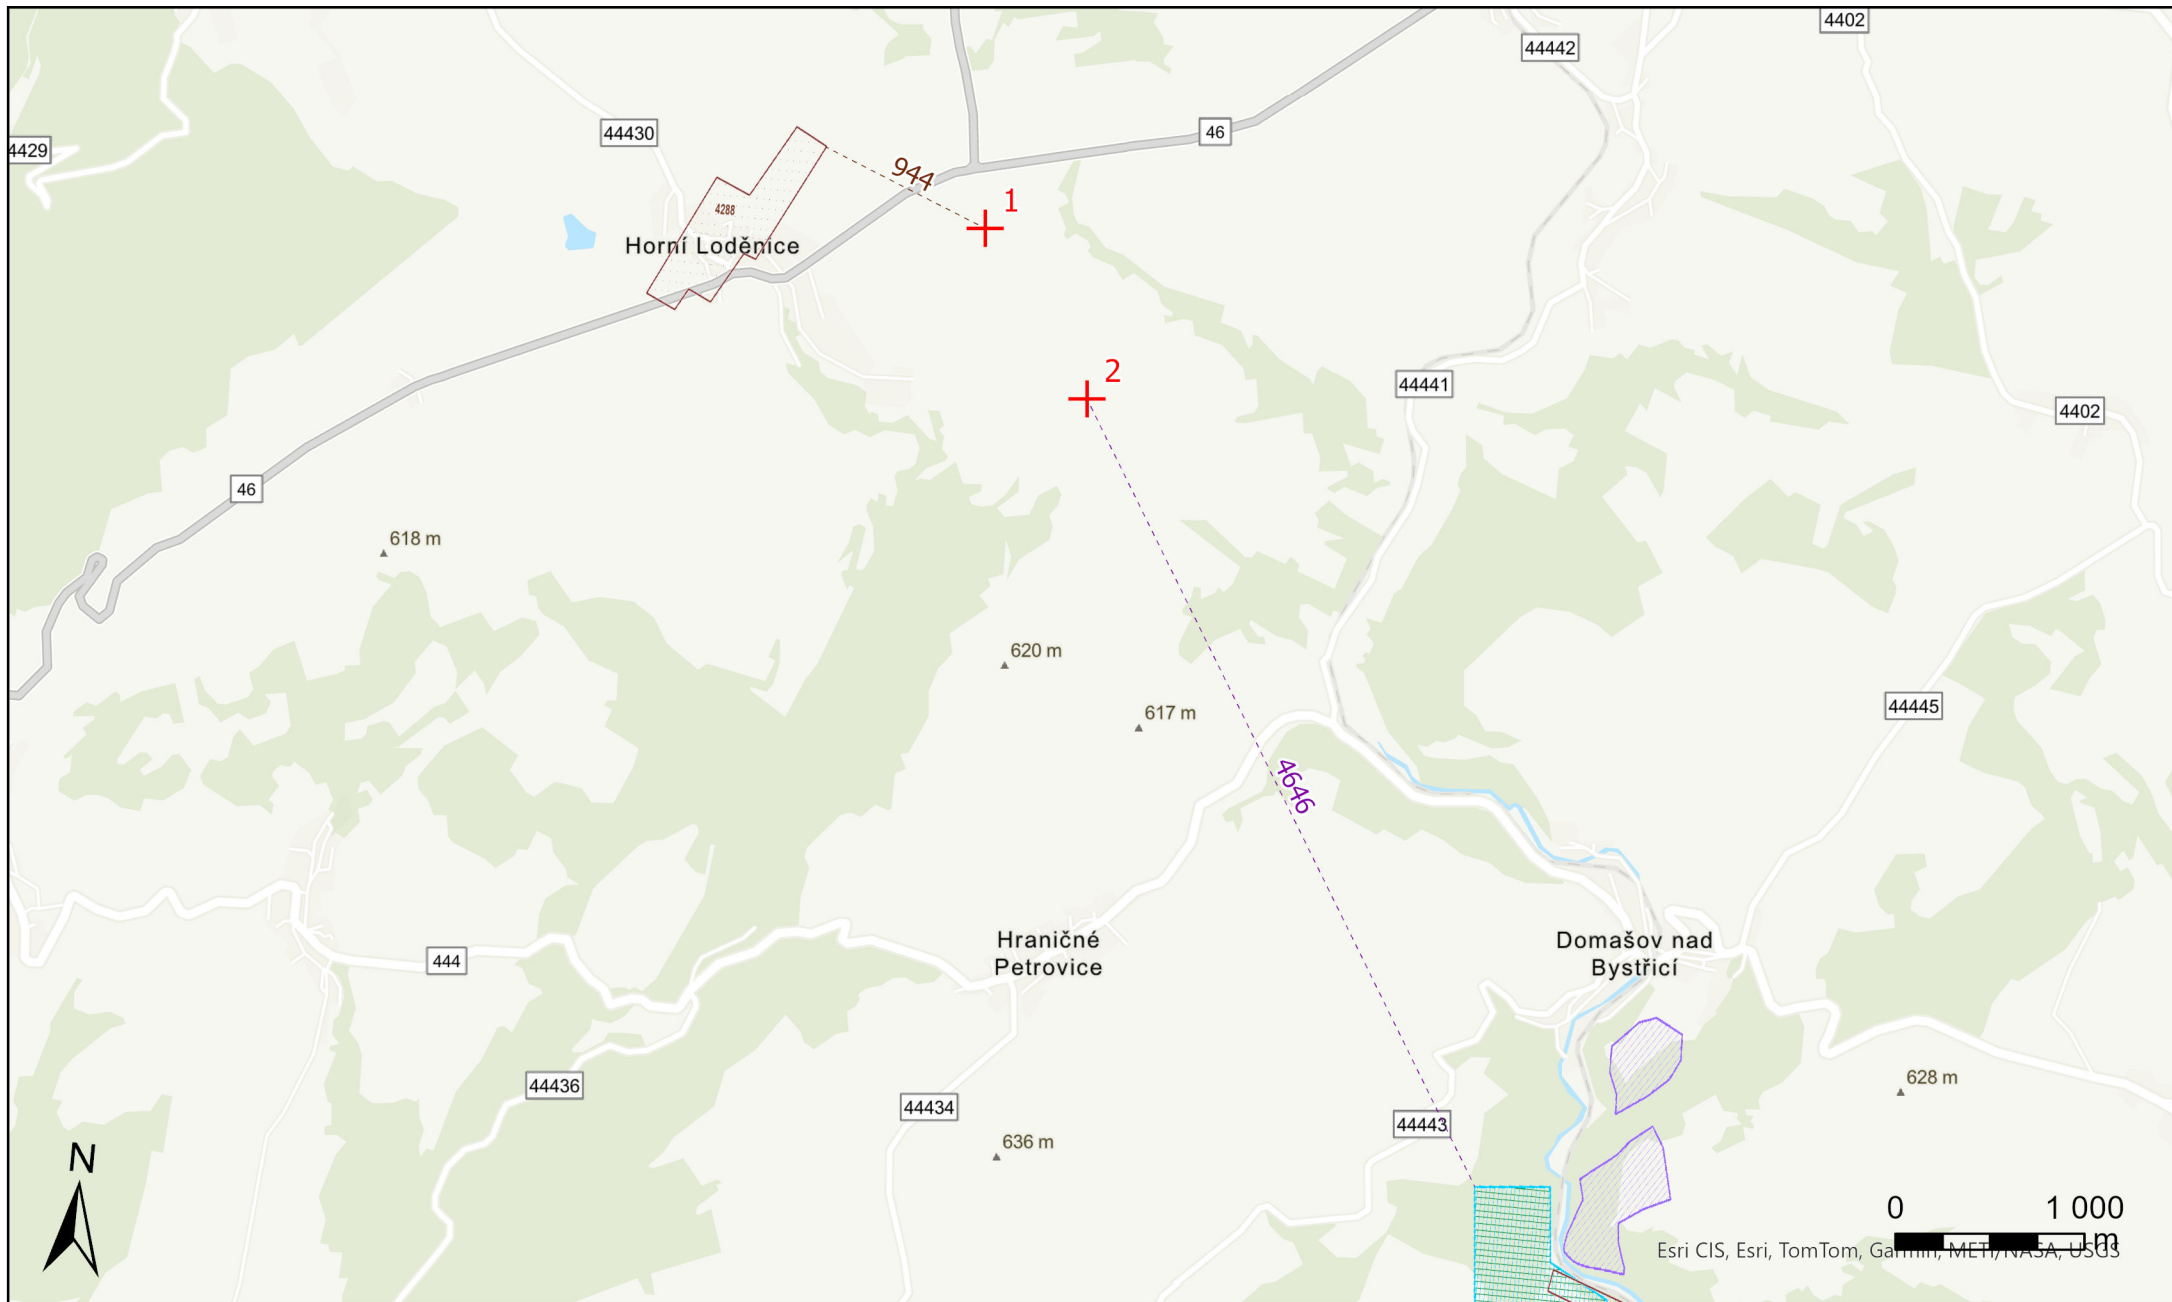 4402
44442
46
44430
4429
944
1
4288
Horní Loděnice
2
44441
4402
46
618 m
620 m
617 m
44445
4646
Hraničné
Petrovice
Domašov nad
Bystřicí
444
44436
44434
44443
628 m
636 m
N
0 1 000
m
Esri CIS, Esri, TomTom, Garmin, METI/NASA, USGS